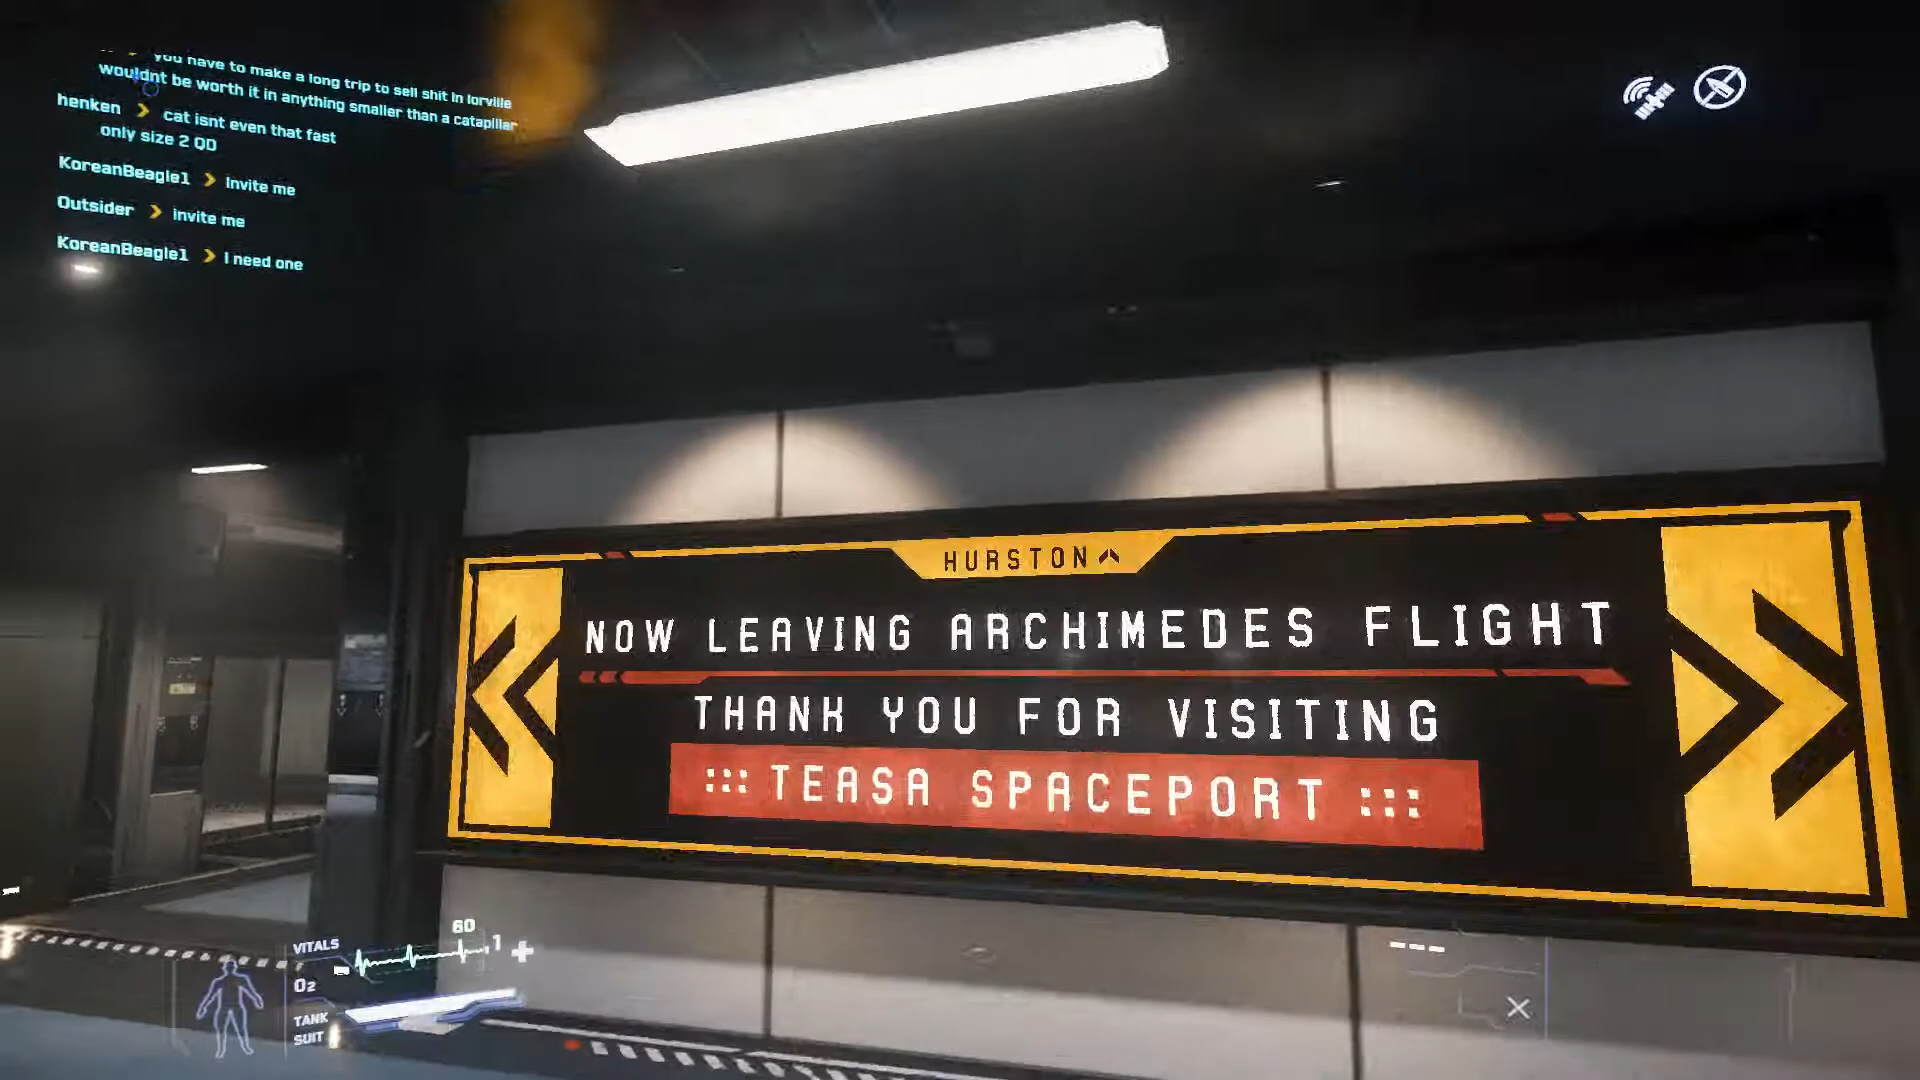 you have to make a long trip to sell shit in lorville
wouldnt be worth it in anything smaller than a catapillar
henken > cat isnt even that fast
only size 2 QD
KoreanBeagle1 > Invite me
Outsider > invite me
KoreanBeagle1 > I need one
HURSTON
NOW LEAVING ARCHIMEDES FLIGHT
THANK YOU FOR VISITING
::: TEASA SPACEPORT :::
VITALS
60
1
O2
TANK
SUIT